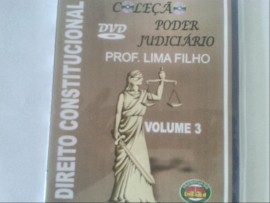 COLEÇÃO
DVD
PODER
JUDICIÁRIO
PROF. LIMA FILHO
DIREITO CONSTITUCIONAL
VOLUME 3